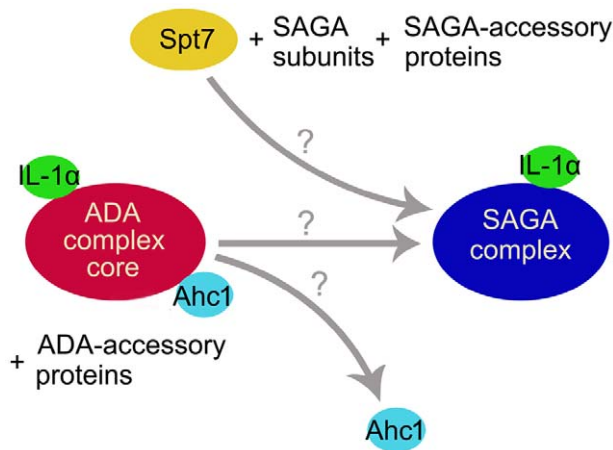 Spt7 + SAGA + SAGA-accessory
subunits proteins
?
IL-1α
IL-1α
ADA
complex
core
?
SAGA
complex
Ahc1
?
+ ADA-accessory
proteins
Ahc1